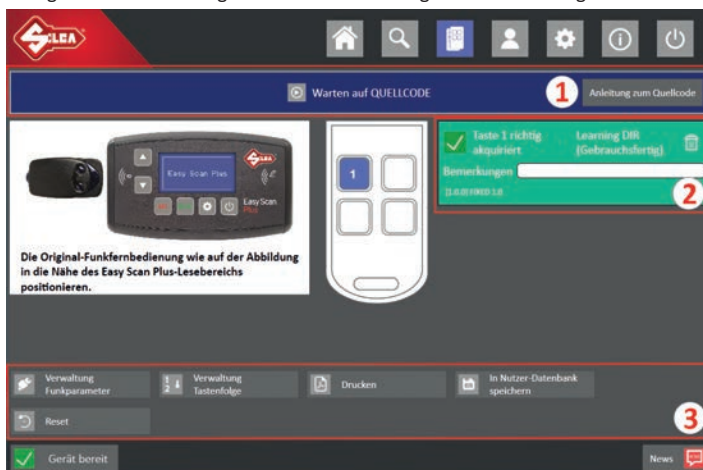 SILCA
Warten auf QUELLCODE
1
Anleitung zum Quellcode
SILCA
Easy Scan Plus
EasyScan
Plus
Die Original-Funkfernbedienung wie auf der Abbildung
in die Nähe des Easy Scan Plus-Lesebereichs
positionieren.
1
Taste 1 richtig
akquiriert
Learning DIR
(Gebrauchsfertig)
Bemerkungen
2
Verwaltung
Funkparameter
Verwaltung
Tastenfolge
Drucken
In Nutzer-Datenbank
speichern
Reset
3
Gerät bereit
News